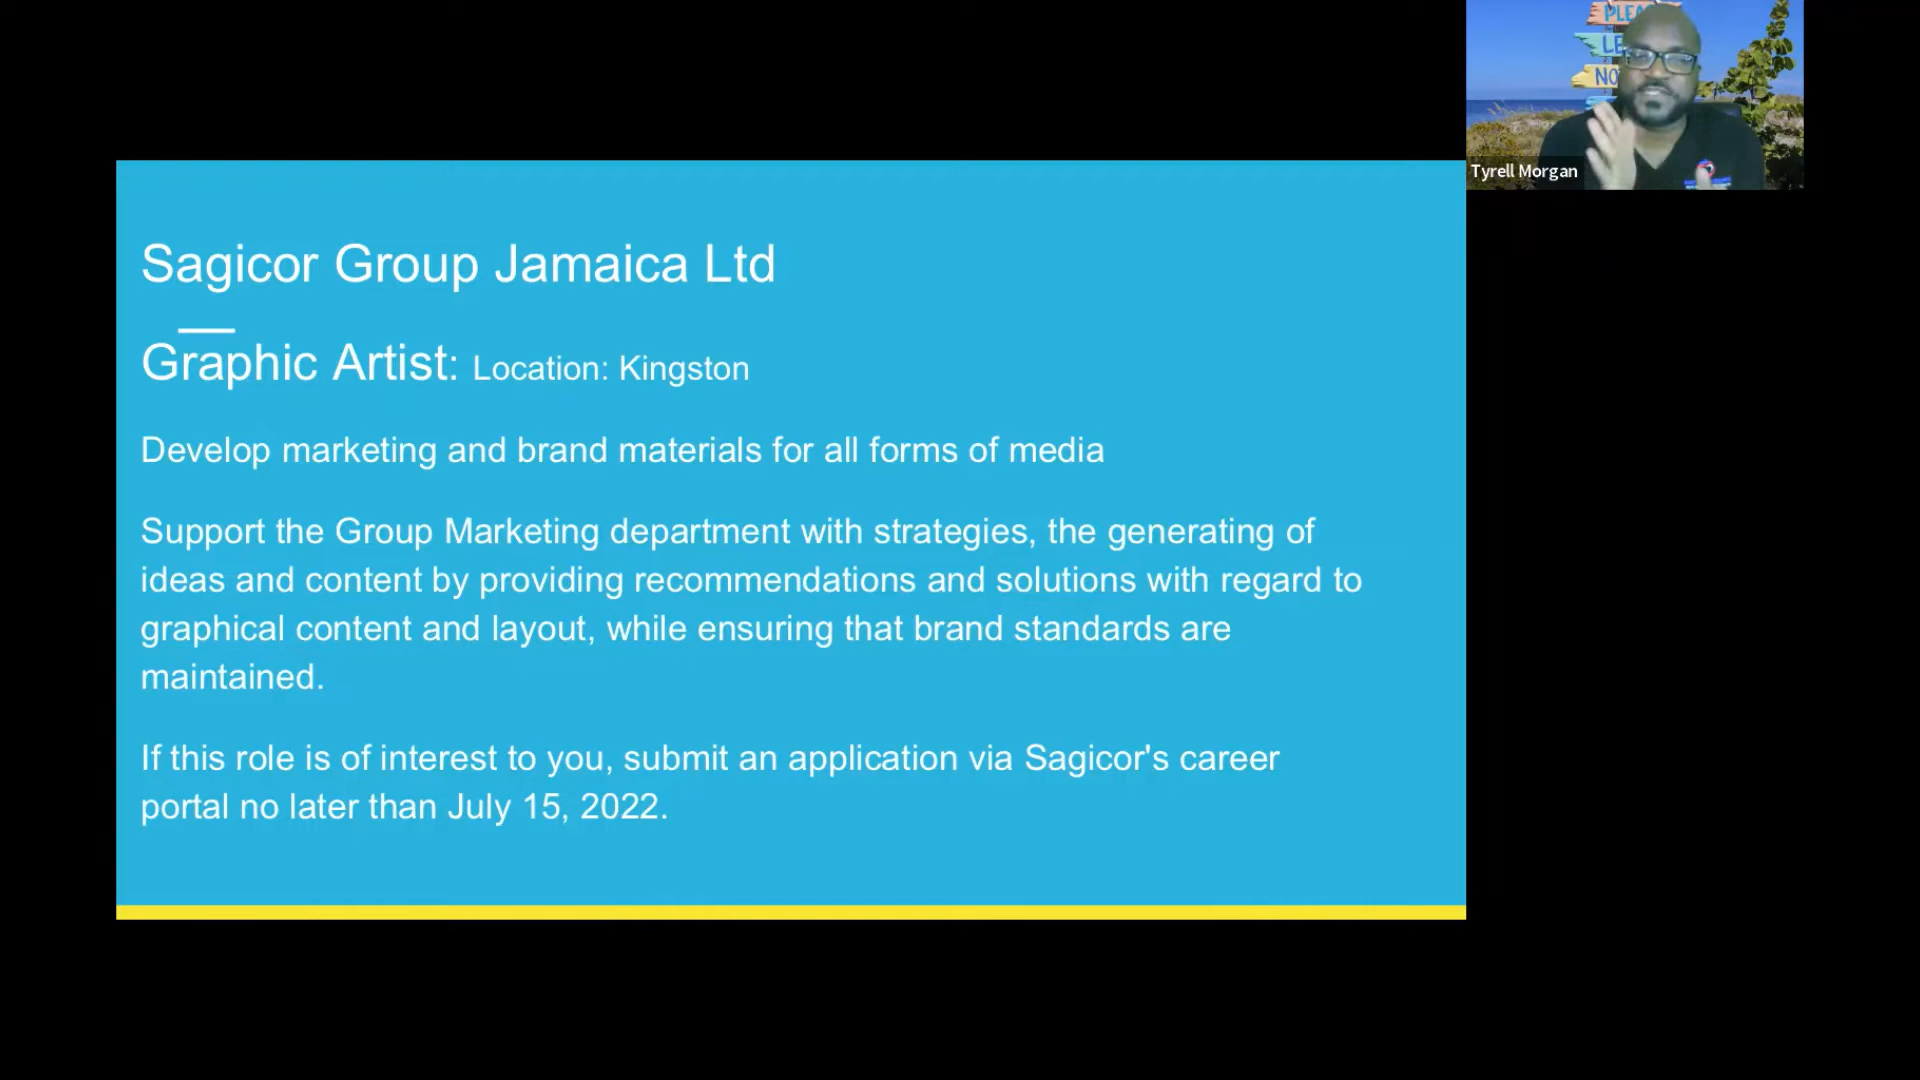 Sagicor Group Jamaica Ltd
Graphic Artist: Location: Kingston
Develop marketing and brand materials for all forms of media
Support the Group Marketing department with strategies, the generating of
ideas and content by providing recommendations and solutions with regard to
graphical content and layout, while ensuring that brand standards are
maintained.
If this role is of interest to you, submit an application via Sagicor's career
portal no later than July 15, 2022.
Tyrell Morgan